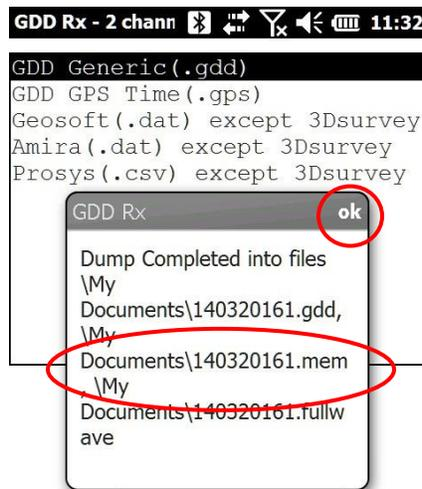 GDD Rx - 2 chann 11:32
GDD Generic(.gdd)
GDD GPS Time(.gps)
Geosoft(.dat) except 3Dsurvey
Amira(.dat) except 3Dsurvey
Prosys(.csv) except 3Dsurvey
GDD Rx ok
Dump Completed into files
\My
Documents\140320161.gdd,
\My
Documents\140320161.mem
, \My
Documents\140320161.fullw
ave